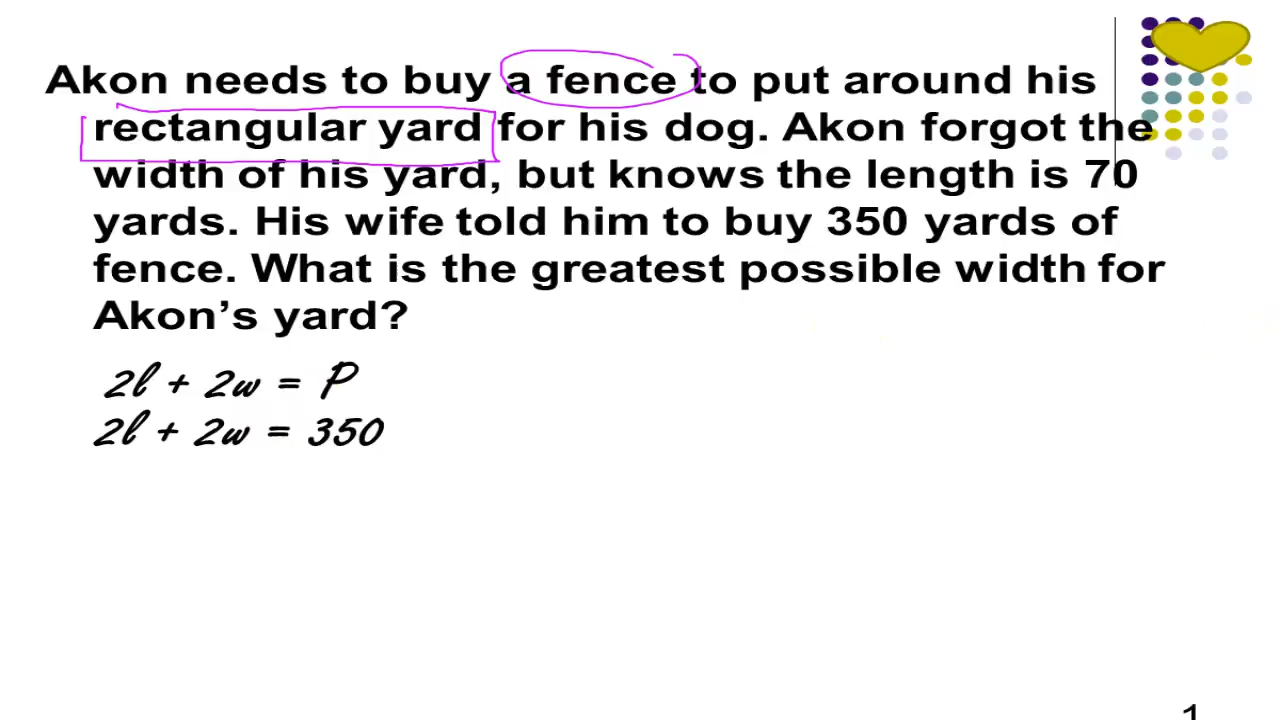 Akon needs to buy a fence to put around his
rectangular yard for his dog. Akon forgot the
width of his yard, but knows the length is 70
yards. His wife told him to buy 350 yards of
fence. What is the greatest possible width for
Akon’s yard?
2l + 2w = P
2l + 2w = 350
1